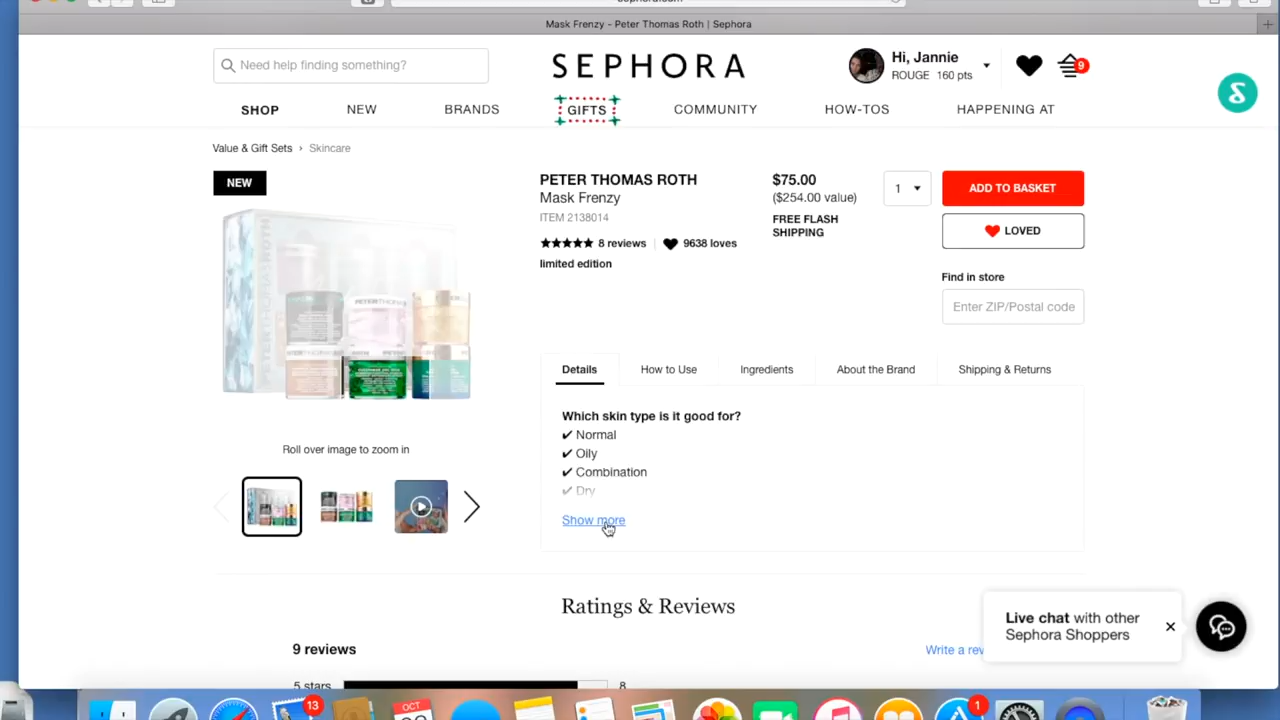 sephora.com
Mask Frenzy - Peter Thomas Roth | Sephora
Need help finding something?
SEPHORA
Hi, Jannie
ROUGE 160 pts
9
SHOP
NEW
BRANDS
GIFTS
COMMUNITY
HOW-TOS
HAPPENING AT
Value & Gift Sets › Skincare
NEW
PETER THOMAS ROTH
Mask Frenzy
ITEM 2138014
8 reviews
9638 loves
limited edition
$75.00
($254.00 value)
FREE FLASH
SHIPPING
1
ADD TO BASKET
LOVED
Find in store
Enter ZIP/Postal code
Roll over image to zoom in
Details
How to Use
Ingredients
About the Brand
Shipping & Returns
Which skin type is it good for?
✔ Normal
✔ Oily
✔ Combination
✔ Dry
Show more
Ratings & Reviews
9 reviews
Write a rev
5 stars
8
Live chat with other
Sephora Shoppers
13
OCT
1